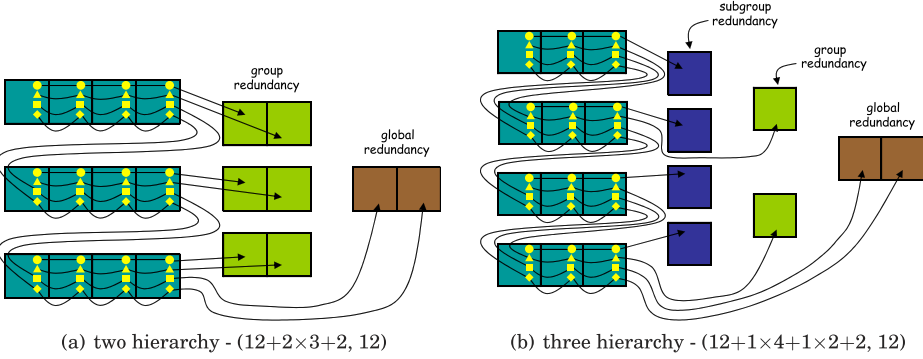 subgroup
redundancy
group
redundancy
global
redundancy
group
redundancy
global
redundancy
(a) two hierarchy - (12+2×3+2, 12)
(b) three hierarchy - (12+1×4+1×2+2, 12)